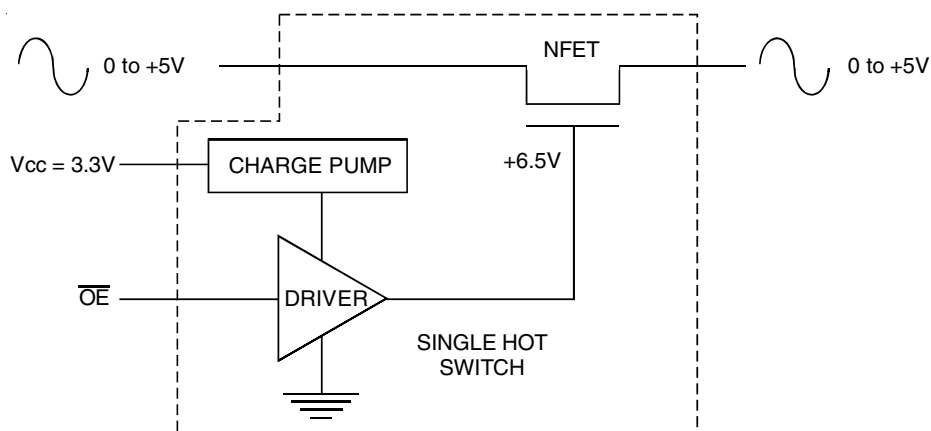 NFET
0 to +5V
0 to +5V
Vcc = 3.3V
CHARGE PUMP
+6.5V
OE
DRIVER
SINGLE HOT
SWITCH